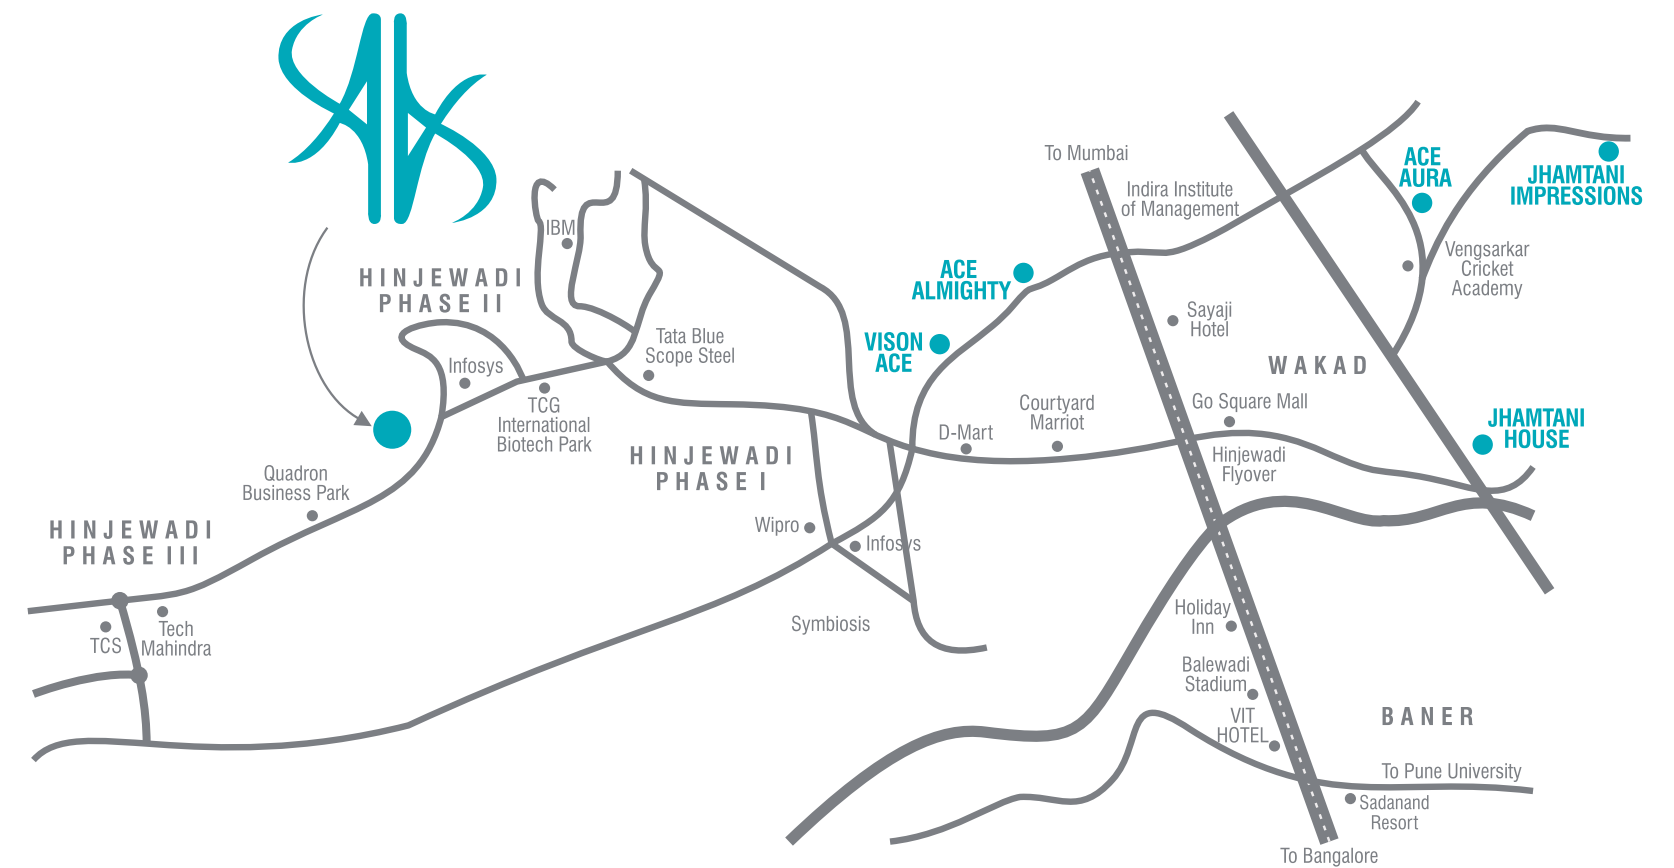 To Mumbai
Indira Institute
of Management
ACE
AURA
JHAMTANI
IMPRESSIONS
IBM
HINJEWADI
PHASE II
ACE
ALMIGHTY
Vengsarkar
Cricket
Academy
Sayaji
Hotel
Tata Blue
Scope Steel
VISON
ACE
Infosys
WAKAD
TCG
International
Biotech Park
Courtyard
Marriot
Go Square Mall
D-Mart
JHAMTANI
HOUSE
HINJEWADI
PHASE I
Hinjewadi
Flyover
Quadron
Business Park
HINJEWADI
PHASE III
Wipro
Infosys
Holiday
Inn
TCS
Tech
Mahindra
Symbiosis
Balewadi
Stadium
VIT
HOTEL
BANER
To Pune University
Sadanand
Resort
To Bangalore